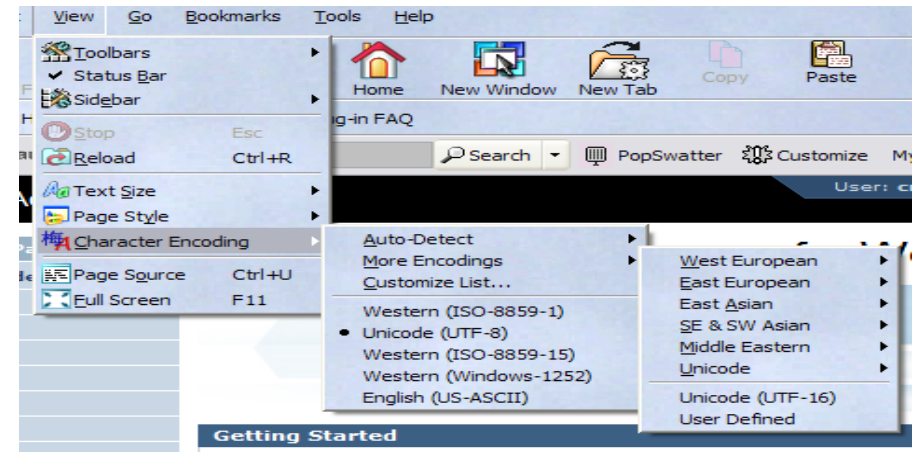 View Go Bookmarks Tools Help
Toolbars
Status Bar
Sidebar
Stop Esc
Reload Ctrl+R
Text Size
Page Style
Character Encoding
Page Source Ctrl+U
Full Screen F11
Home New Window New Tab Copy Paste
g-in FAQ
Search PopSwatter Customize My
User:
Auto-Detect
More Encodings
Customize List...
Western (ISO-8859-1)
Unicode (UTF-8)
Western (ISO-8859-15)
Western (Windows-1252)
English (US-ASCII)
West European
East European
East Asian
SE & SW Asian
Middle Eastern
Unicode
Unicode (UTF-16)
User Defined
Getting Started